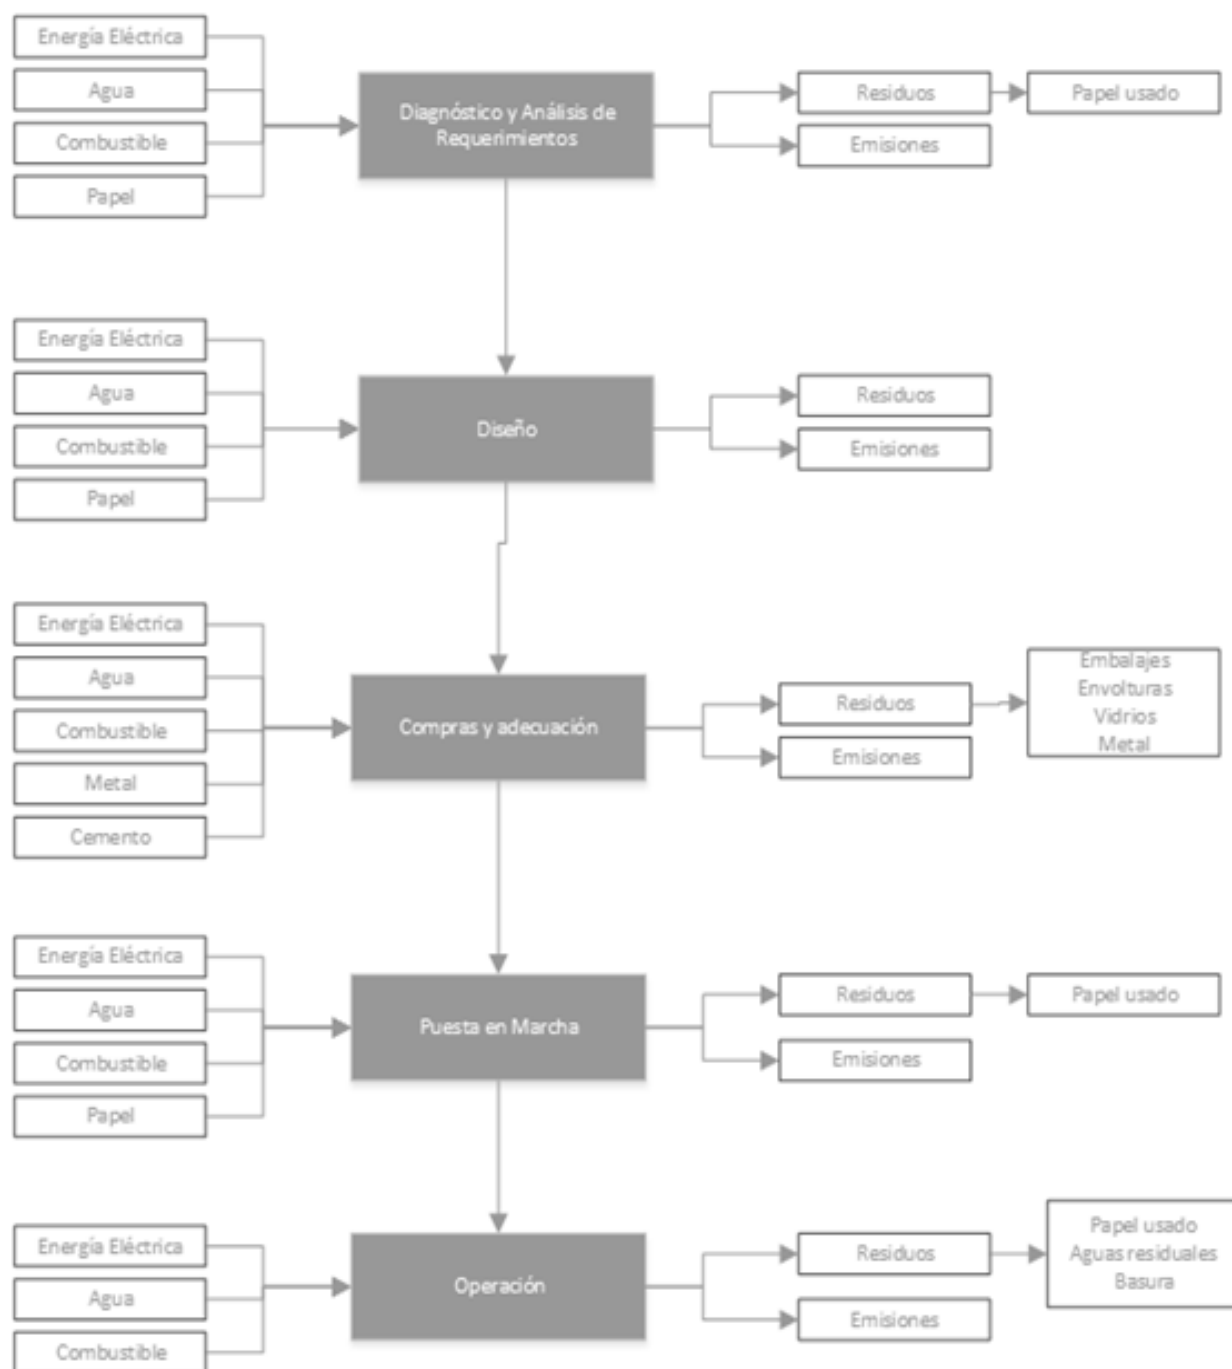 Energía Eléctrica
Agua
Combustible
Papel
Diagnóstico y Análisis de
Requerimientos
Residuos
Emisiones
Papel usado
Energía Eléctrica
Agua
Combustible
Papel
Diseño
Residuos
Emisiones
Energía Eléctrica
Agua
Combustible
Metal
Cemento
Compras y adecuación
Residuos
Emisiones
Embalajes
Envolturas
Vidrios
Metal
Energía Eléctrica
Agua
Combustible
Papel
Puesta en Marcha
Residuos
Emisiones
Papel usado
Energía Eléctrica
Agua
Combustible
Operación
Residuos
Emisiones
Papel usado
Aguas residuales
Basura